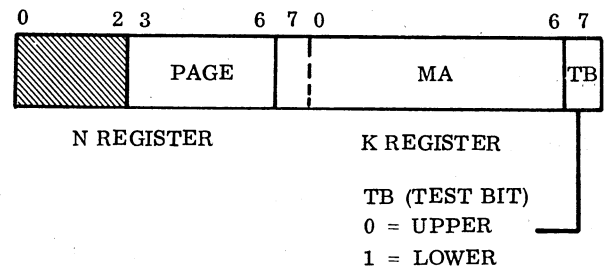 0 2 3 6 7 0 6 7
PAGE MA TB
N REGISTER K REGISTER
TB (TEST BIT)
0 = UPPER
1 = LOWER